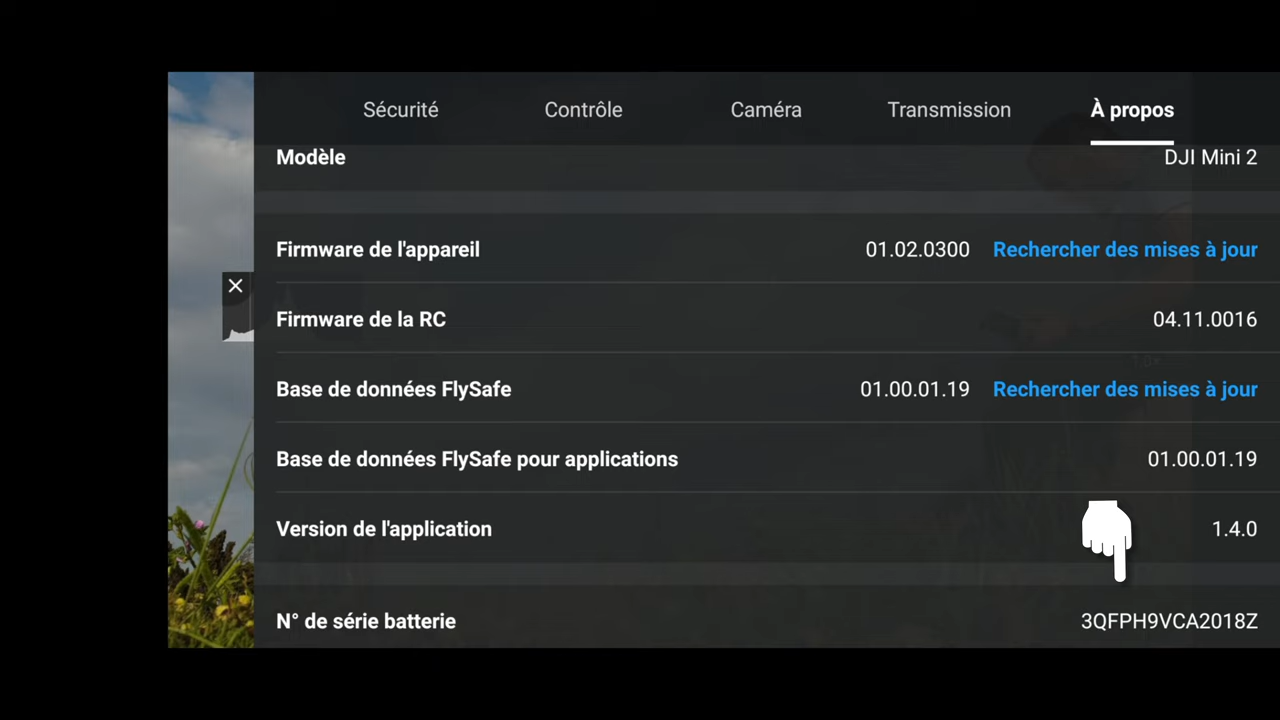 Sécurité Contrôle Caméra Transmission À propos
Modèle DJI Mini 2
Firmware de l'appareil 01.02.0300 Rechercher des mises à jour
Firmware de la RC 04.11.0016
Base de données FlySafe 01.00.01.19 Rechercher des mises à jour
Base de données FlySafe pour applications 01.00.01.19
Version de l'application 1.4.0
N° de série batterie 3QFPH9VCA2018Z